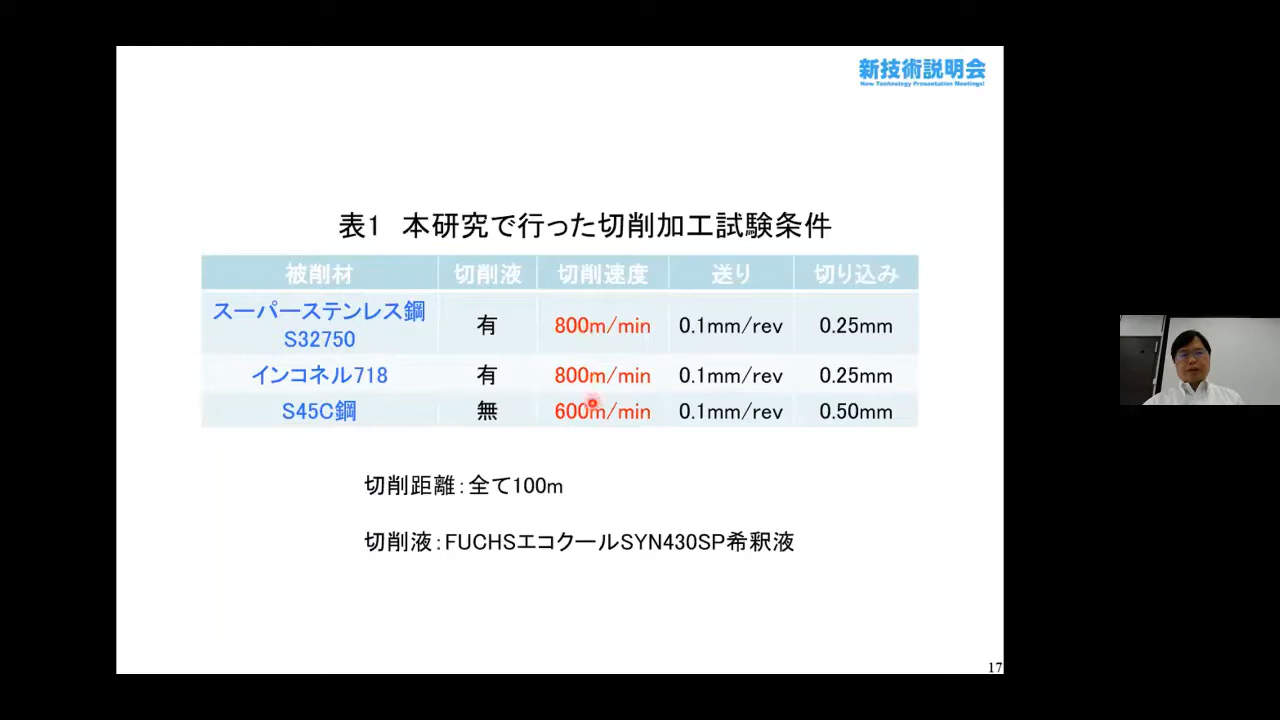 新技術説明会
New Technology Presentation Meetings!
表1 本研究で行った切削加工試験条件
被削材 切削液 切削速度 送り 切り込み
スーパーステンレス鋼
S32750 有 800m/min 0.1mm/rev 0.25mm
インコネル718 有 800m/min 0.1mm/rev 0.25mm
S45C鋼 無 600m/min 0.1mm/rev 0.50mm
切削距離:全て100m
切削液:FUCHSエコクールSYN430SP希釈液
17